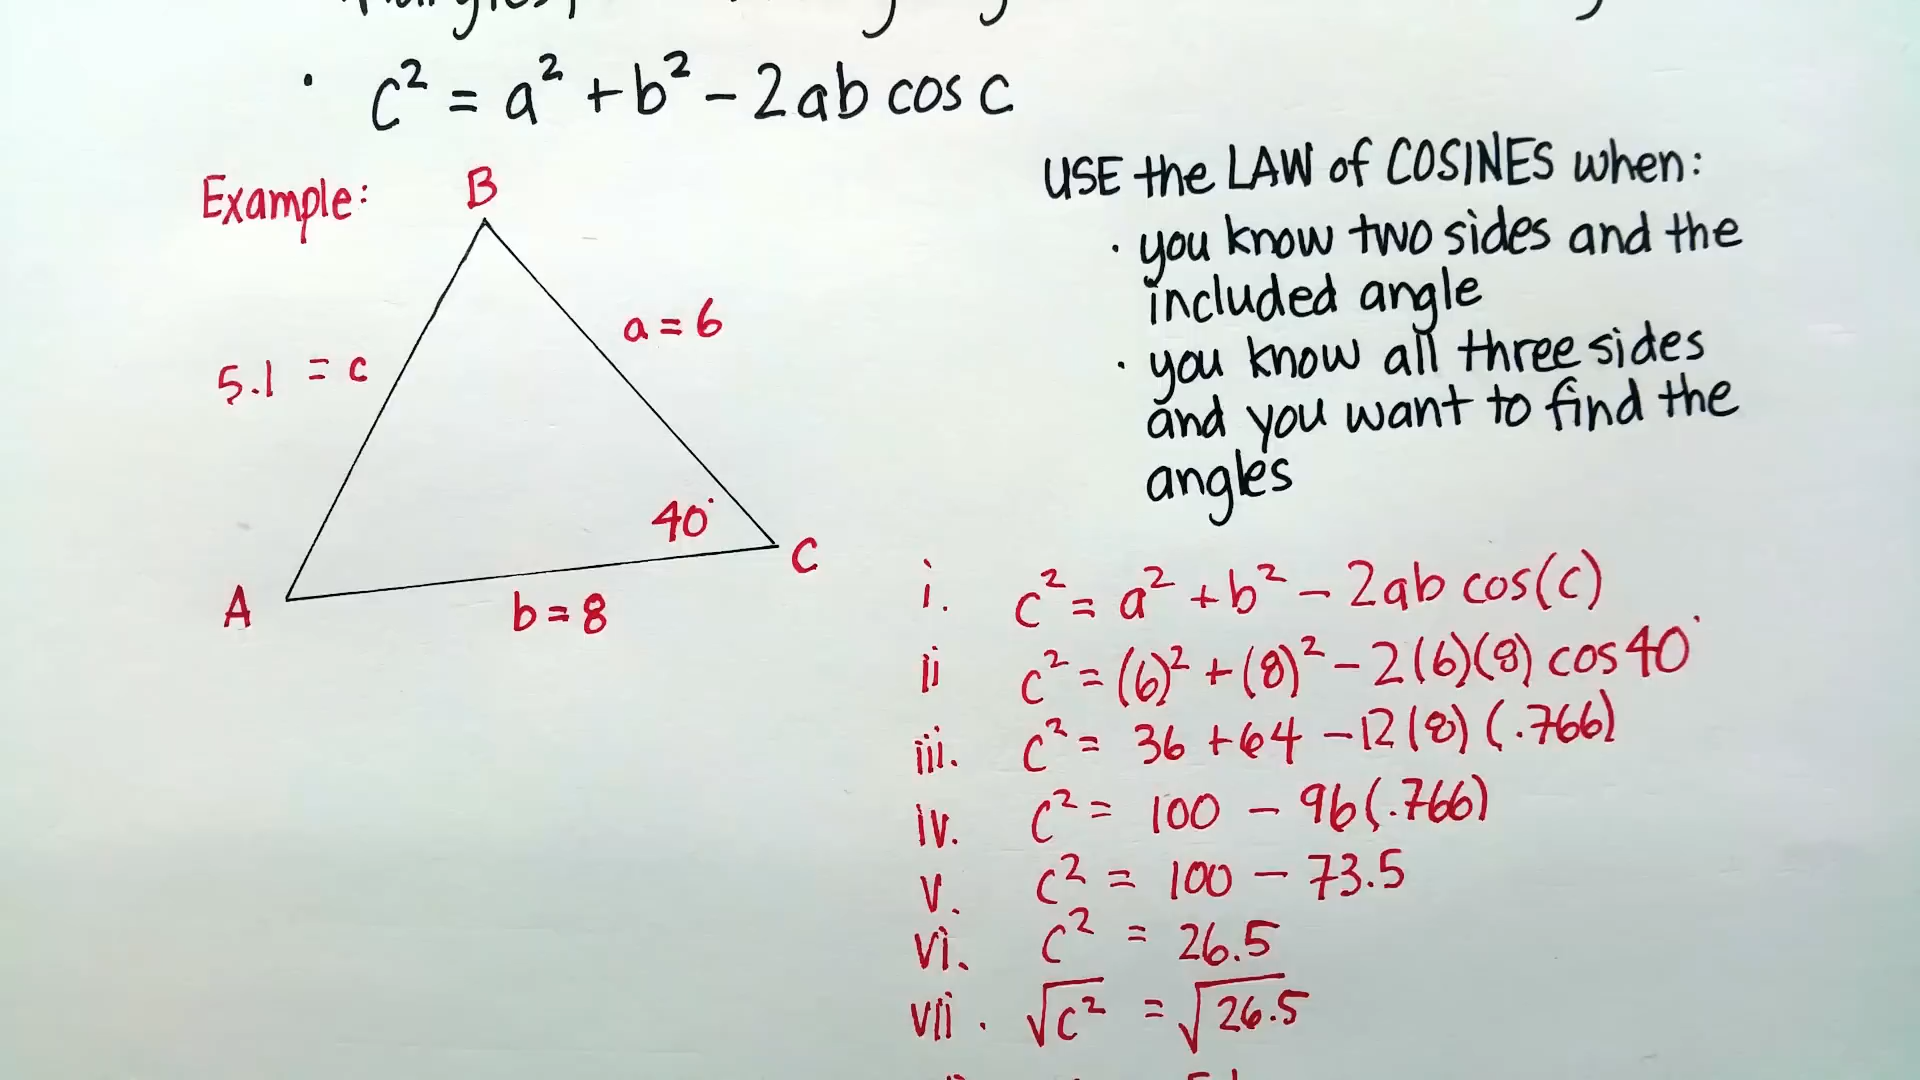 • c² = a² + b² - 2ab cos c
Example:
B
a = 6
5.1 = c
40°
A
b = 8
C
USE the LAW of COSINES when:
• you know two sides and the
included angle
• you know all three sides
and you want to find the
angles
i. c² = a² + b² - 2ab cos(c)
ii c² = (6)² + (8)² - 2(6)(8) cos 40°
iii. c² = 36 + 64 - 12(8)(.766)
iv. c² = 100 - 96(.766)
v. c² = 100 - 73.5
vi. c² = 26.5
vii. √c² = √26.5